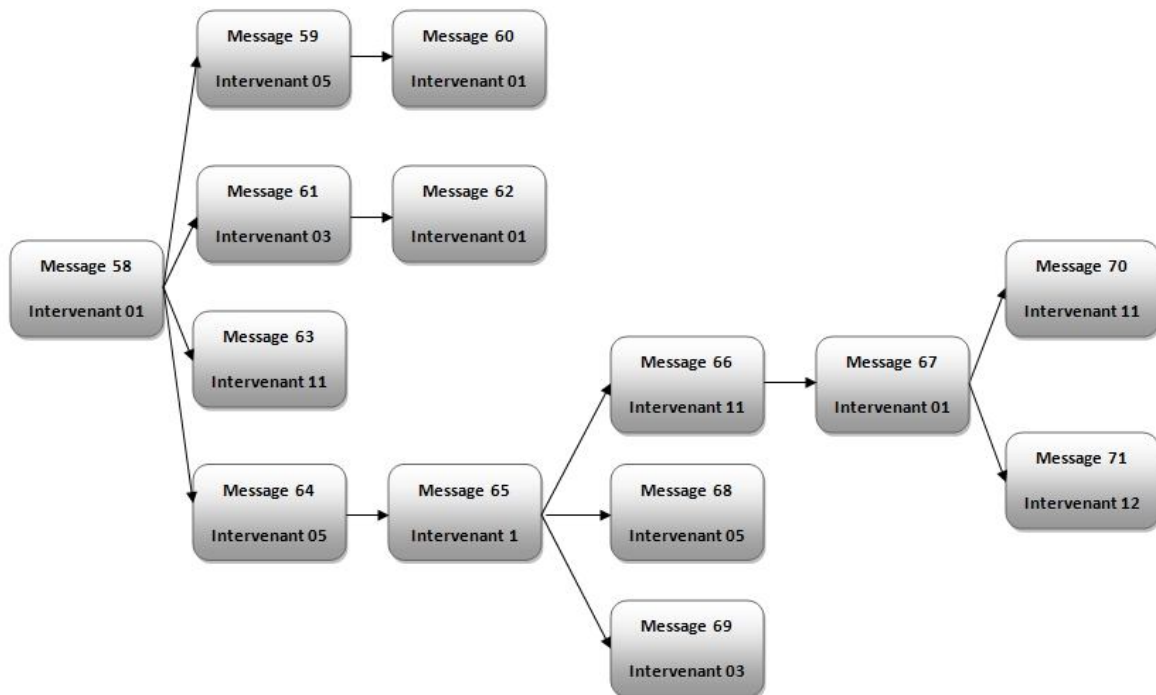 Message 59
Intervenant 05
Message 60
Intervenant 01
Message 61
Intervenant 03
Message 62
Intervenant 01
Message 58
Intervenant 01
Message 63
Intervenant 11
Message 64
Intervenant 05
Message 65
Intervenant 1
Message 66
Intervenant 11
Message 67
Intervenant 01
Message 68
Intervenant 05
Message 69
Intervenant 03
Message 70
Intervenant 11
Message 71
Intervenant 12